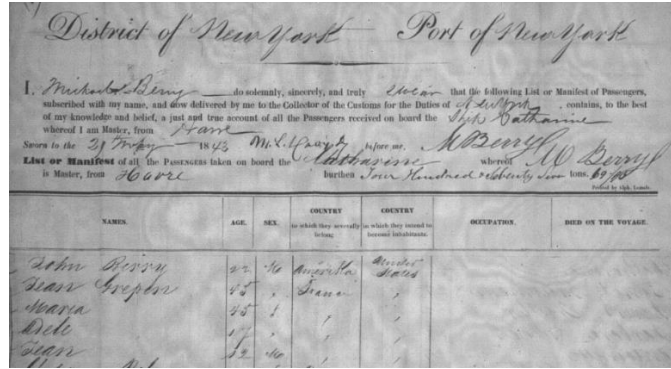 District of New York Port of New York
I, Michael Berry do solemnly, sincerely, and truly swear that the following List or Manifest of Passengers,
subscribed with my name, and now delivered by me to the Collector of the Customs for the Duties of New York, contains, to the best
of my knowledge and belief, a just and true account of all the Passengers received on board the Ship Catharine
whereof I am Master, from Havre
Sworn to the 29 1843 before me, M Berry
List or Manifest of all the Passengers taken on board the Catharine whereof M Berry
is Master, from Havre burthen Four Hundred & Seventy two tons.
NAMES. AGE. SEX. COUNTRY to which they severally belong. COUNTRY in which they intend to become inhabitants. OCCUPATION. DIED ON THE VOYAGE.
John Berry 22 M America United States
Jean 45 France
Maria 45
Adele 17
Jean 12 M